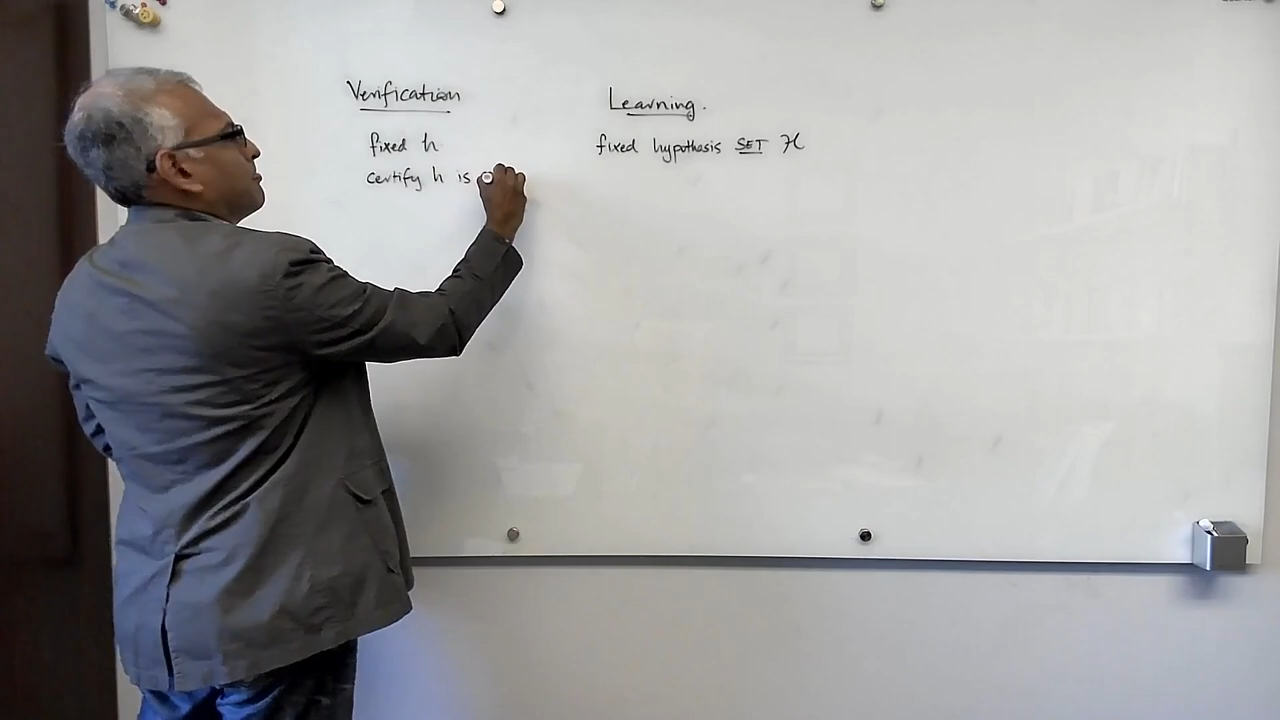 Verification
fixed h
certify h is
Learning.
fixed hypothesis SET H